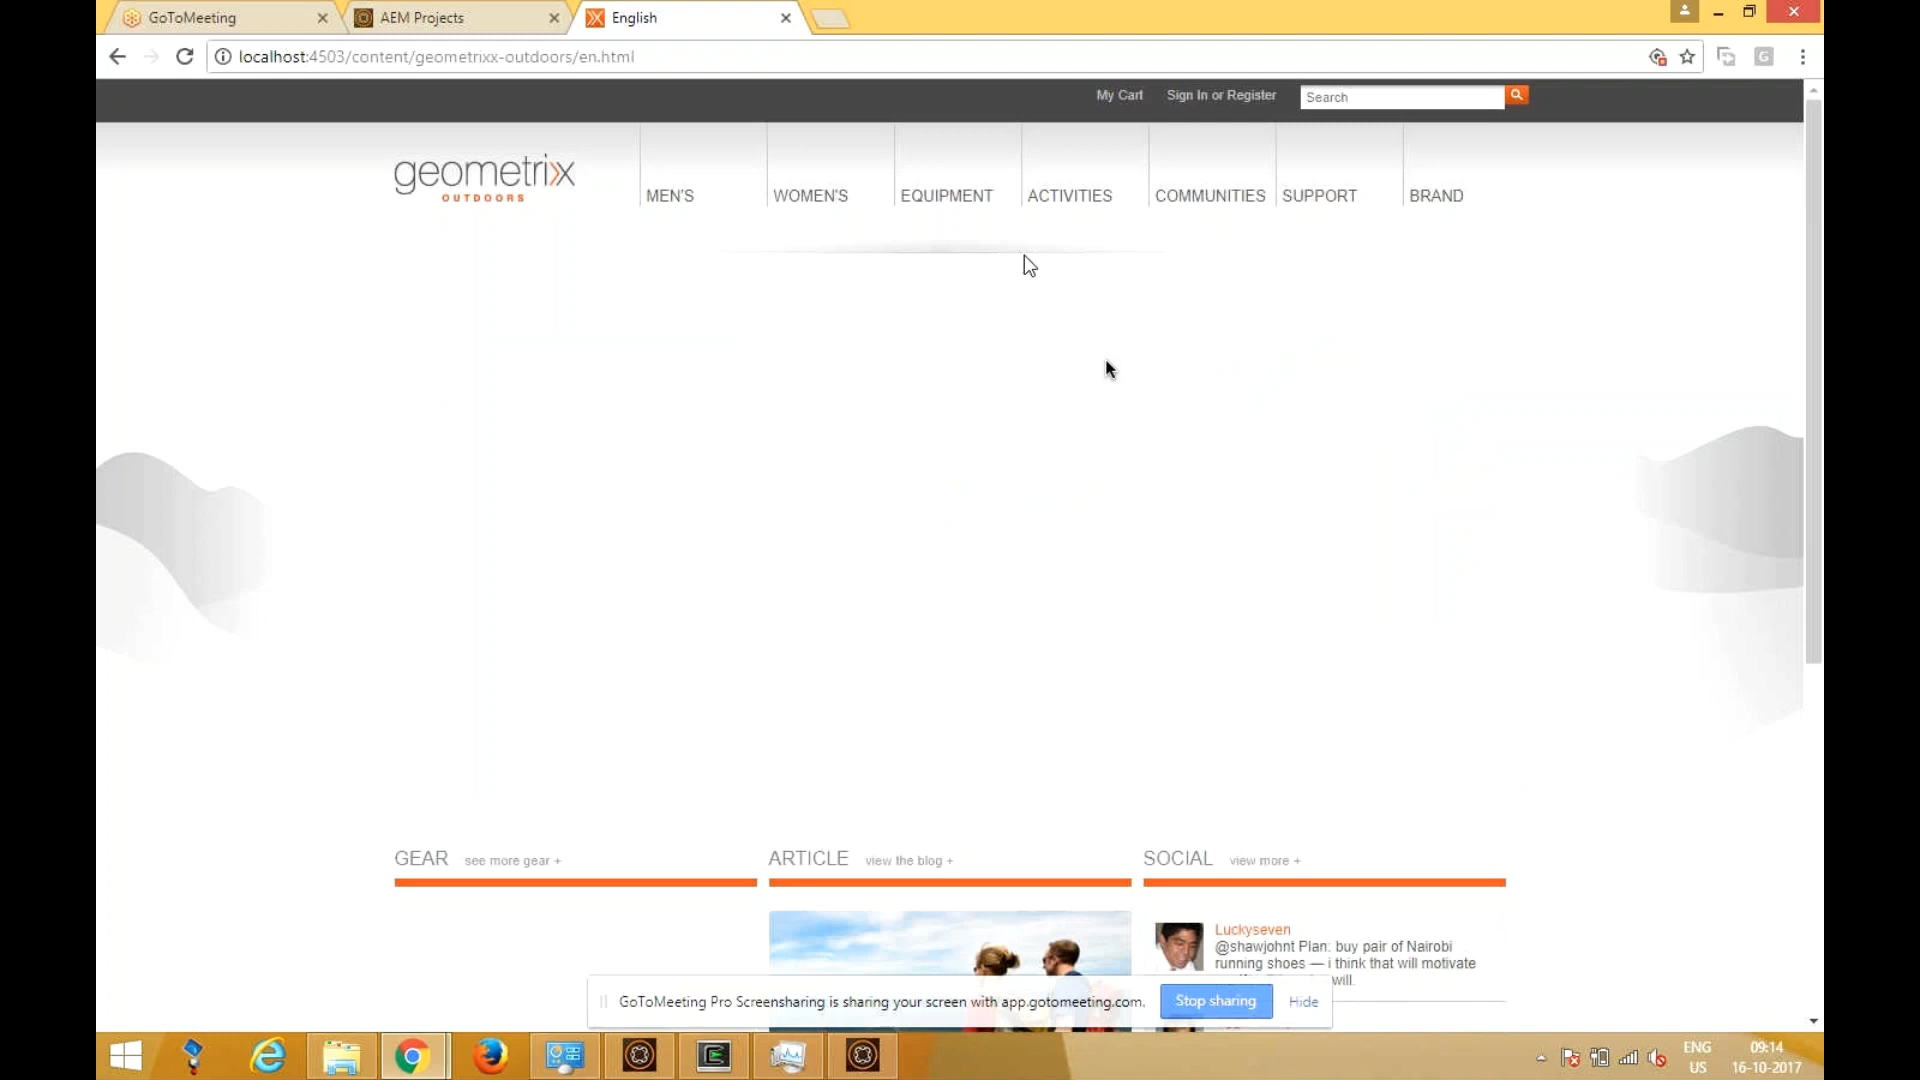 GoToMeeting
AEM Projects
English
localhost:4503/content/geometrixx-outdoors/en.html
G
My Cart
Sign In or Register
Search
geometrixx
OUTDOORS
MEN'S
WOMEN'S
EQUIPMENT
ACTIVITIES
COMMUNITIES
SUPPORT
BRAND
GEAR see more gear +
ARTICLE view the blog +
SOCIAL view more +
Luckyseven
@shawjohnt Plan: buy pair of Nairobi
running shoes — i think that will motivate
will.
GoToMeeting Pro Screensharing is sharing your screen with app.gotomeeting.com.
Stop sharing
Hide
ENG
US
09:14
16-10-2017